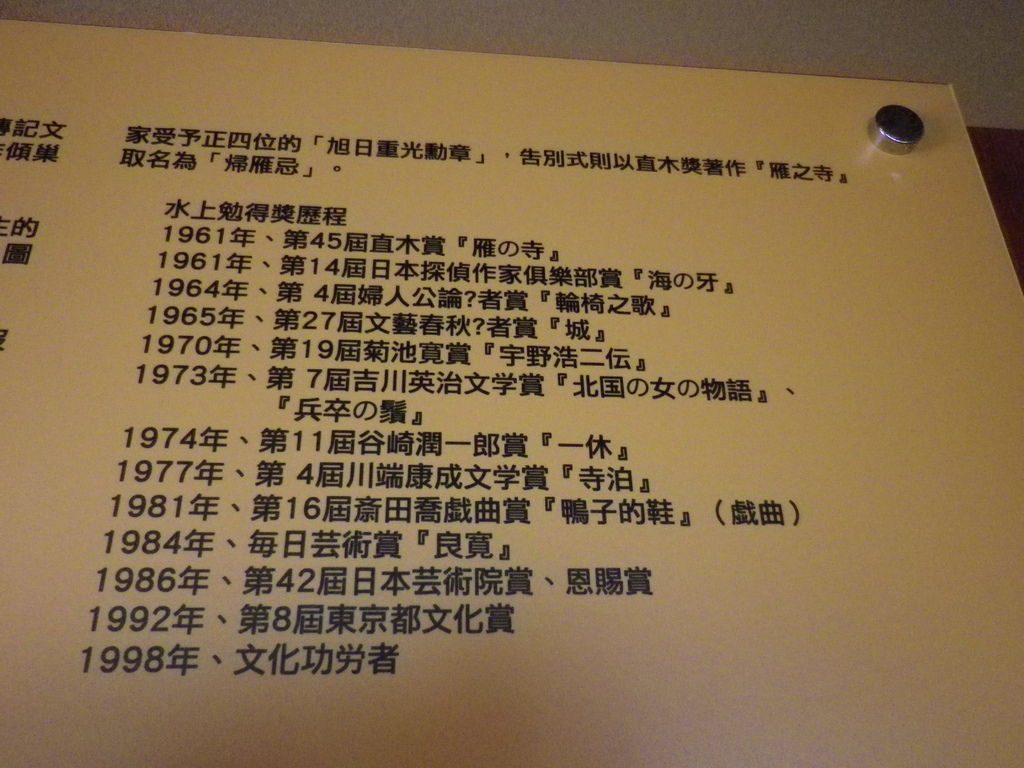 傳記文
傾巢
生的
圖
家受予正四位的「旭日重光勳章」，告別式則以直木獎著作『雁之寺』
取名為「帰雁忌」。
水上勉得獎歷程
1961年、第45屆直木賞『雁の寺』
1961年、第14屆日本探偵作家俱樂部賞『海の牙』
1964年、第 4屆婦人公論?者賞『輪椅之歌』
1965年、第27屆文藝春秋?者賞『城』
1970年、第19屆菊池寬賞『宇野浩二伝』
1973年、第 7屆吉川英治文学賞『北国の女の物語』、
『兵卒の鬚』
1974年、第11屆谷崎潤一郎賞『一休』
1977年、第 4屆川端康成文学賞『寺泊』
1981年、第16屆斎田喬戯曲賞『鴨子的鞋』（戯曲）
1984年、毎日芸術賞『良寬』
1986年、第42屆日本芸術院賞、恩賜賞
1992年、第8屆東京都文化賞
1998年、文化功労者